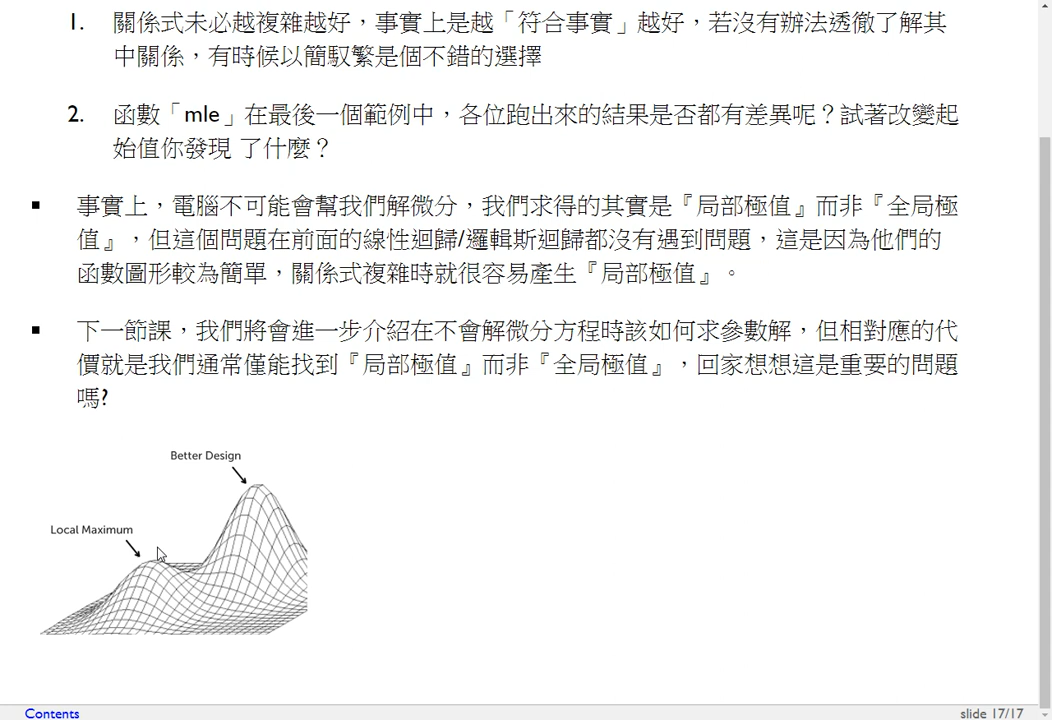 1. 關係式未必越複雜越好，事實上是越「符合事實」越好，若沒有辦法透徹了解其
中關係，有時候以簡馭繁是個不錯的選擇
2. 函數「mle」在最後一個範例中，各位跑出來的結果是否都有差異呢？試著改變起
始值你發現 了什麼？
▪ 事實上，電腦不可能會幫我們解微分，我們求得的其實是『局部極值』而非『全局極
值』，但這個問題在前面的線性迴歸/邏輯斯迴歸都沒有遇到問題，這是因為他們的
函數圖形較為簡單，關係式複雜時就很容易產生『局部極值』。
▪ 下一節課，我們將會進一步介紹在不會解微分方程時該如何求參數解，但相對應的代
價就是我們通常僅能找到『局部極值』而非『全局極值』，回家想想這是重要的問題
嗎?
Better Design
Local Maximum
Contents
slide 17/17